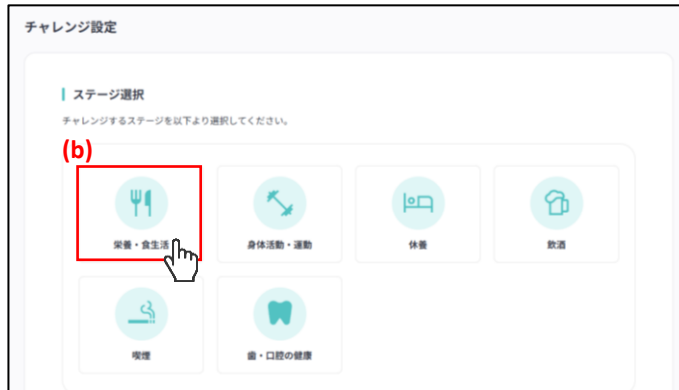 チャレンジ設定
ステージ選択
チャレンジするステージを以下より選択してください。
(b)
栄養・食生活
身体活動・運動
休養
飲酒
喫煙
歯・口腔の健康